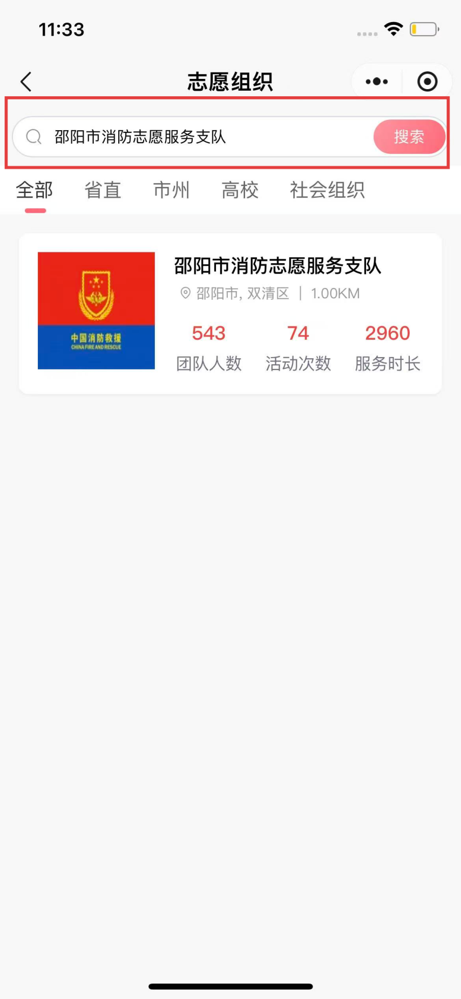 11:33
志愿组织
邵阳市消防志愿服务支队
搜索
全部 省直 市州 高校 社会组织
邵阳市消防志愿服务支队
邵阳市, 双清区 | 1.00KM
中国消防救援
CHINA FIRE AND RESCUE
543 74 2960
团队人数 活动次数 服务时长